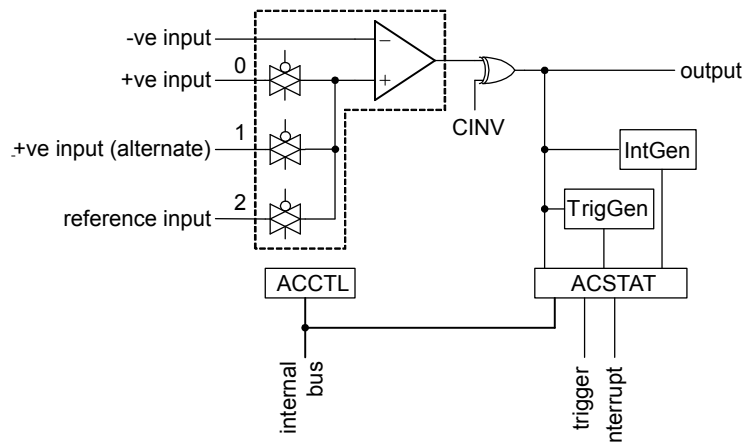 -ve input
− 
+ve input
0
+
_+ve input (alternate)
1
reference input
2
CINV
output
IntGen
TrigGen
ACCTL
ACSTAT
internal
bus
trigger
nterrupt